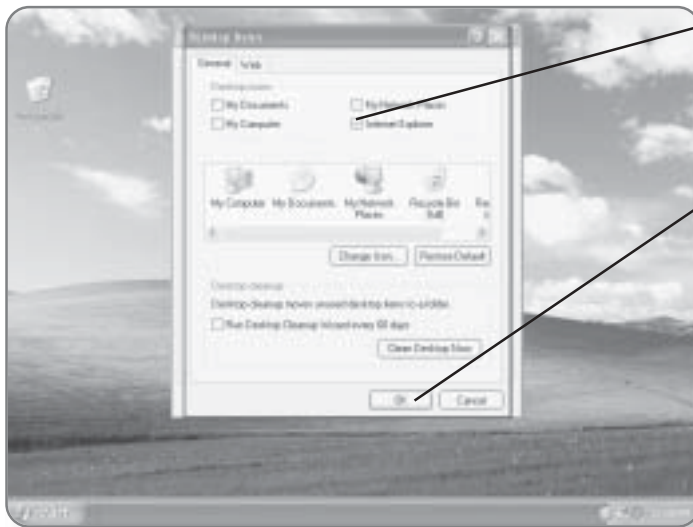 Desktop Items
General Web
Desktop icons
My Documents My Network Places
My Computer Internet Explorer
My Computer My Documents My Network Places Recycle Bin (full)
Change Icon... Restore Default
Desktop cleanup
Desktop cleanup moves unused desktop items to a folder.
Run Desktop Cleanup Wizard every 60 days
Clean Desktop Now
OK Cancel
start